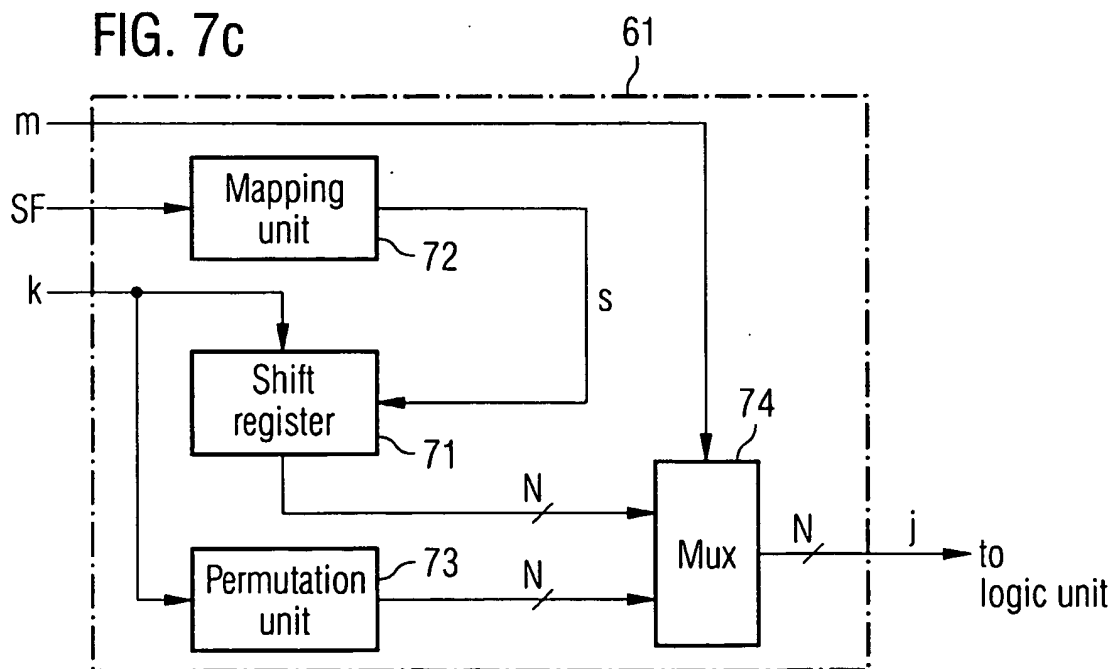 FIG. 7c
61
m
SF
Mapping
unit
72
k
s
Shift
register
71
74
N
Mux
N
j
to
logic unit
Permutation
unit
73
N